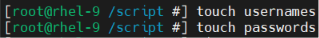 [root@rhel-9 /script #] touch usernames
[root@rhel-9 /script #] touch passwords